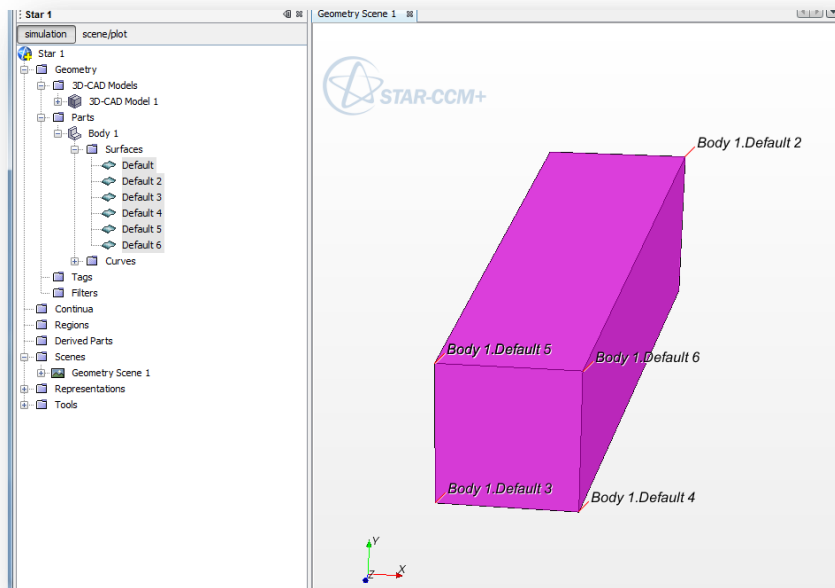 Star 1
Geometry Scene 1
simulation
scene/plot
Star 1
Geometry
3D-CAD Models
3D-CAD Model 1
Parts
Body 1
Surfaces
Default
Default 2
Default 3
Default 4
Default 5
Default 6
Curves
Tags
Filters
Continua
Regions
Derived Parts
Scenes
Geometry Scene 1
Representations
Tools
STAR-CCM+
Body 1.Default 2
Body 1.Default 5
Body 1.Default 6
Body 1.Default 3
Body 1.Default 4
Y
Z
X